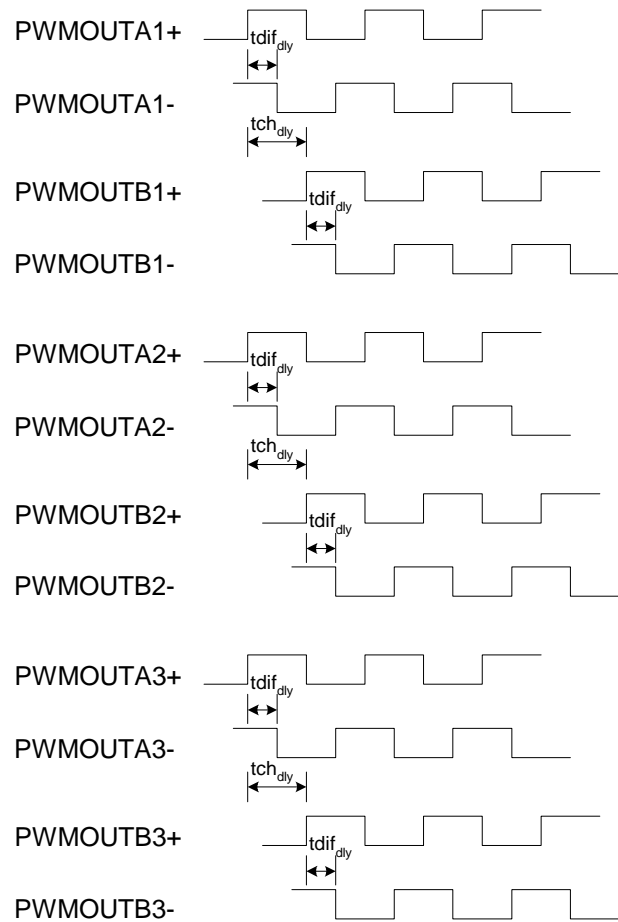 PWMOUTA1+
tdif dly
PWMOUTA1-
tch dly
PWMOUTB1+
tdif dly
PWMOUTB1-
PWMOUTA2+
tdif dly
PWMOUTA2-
tch dly
PWMOUTB2+
tdif dly
PWMOUTB2-
PWMOUTA3+
tdif dly
PWMOUTA3-
tch dly
PWMOUTB3+
tdif dly
PWMOUTB3-